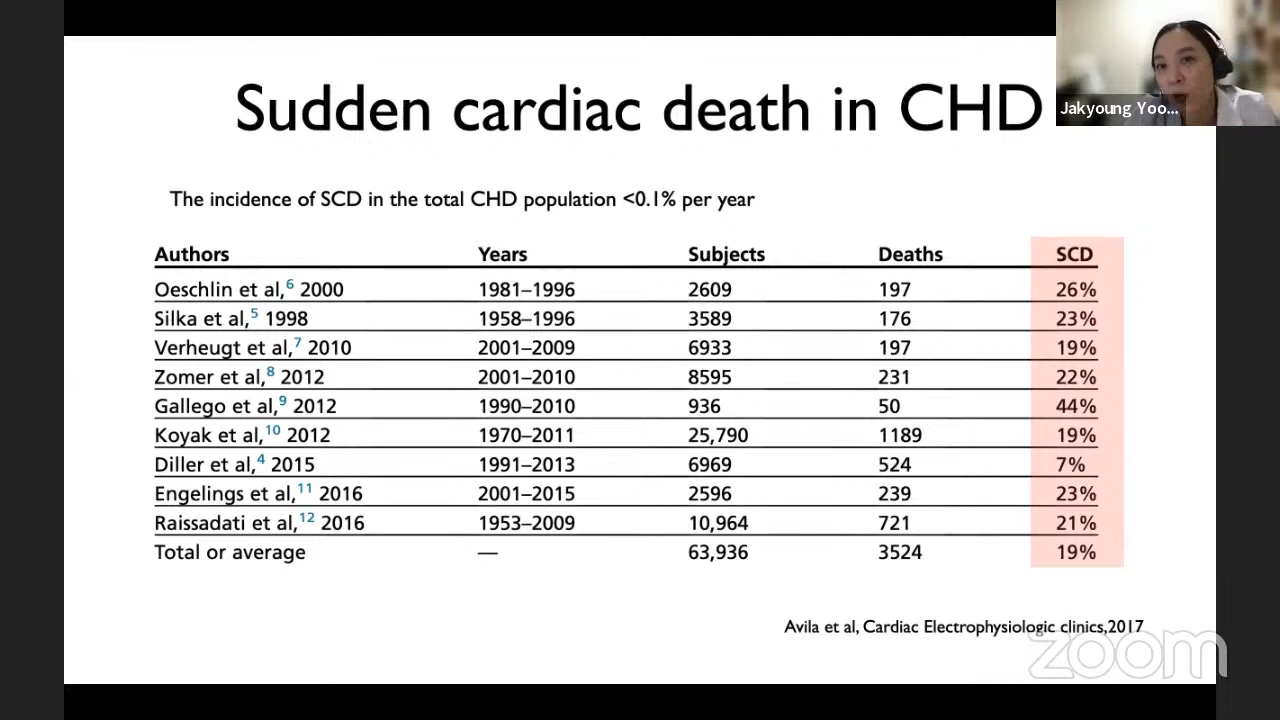 Sudden cardiac death in CHD
Jakyoung Yoo...
The incidence of SCD in the total CHD population <0.1% per year
Authors Years Subjects Deaths SCD
Oeschlin et al,6 2000 1981–1996 2609 197 26%
Silka et al,5 1998 1958–1996 3589 176 23%
Verheugt et al,7 2010 2001–2009 6933 197 19%
Zomer et al,8 2012 2001–2010 8595 231 22%
Gallego et al,9 2012 1990–2010 936 50 44%
Koyak et al,10 2012 1970–2011 25,790 1189 19%
Diller et al,4 2015 1991–2013 6969 524 7%
Engelings et al,11 2016 2001–2015 2596 239 23%
Raissadati et al,12 2016 1953–2009 10,964 721 21%
Total or average — 63,936 3524 19%
Avila et al, Cardiac Electrophysiologic clinics,2017
zoom